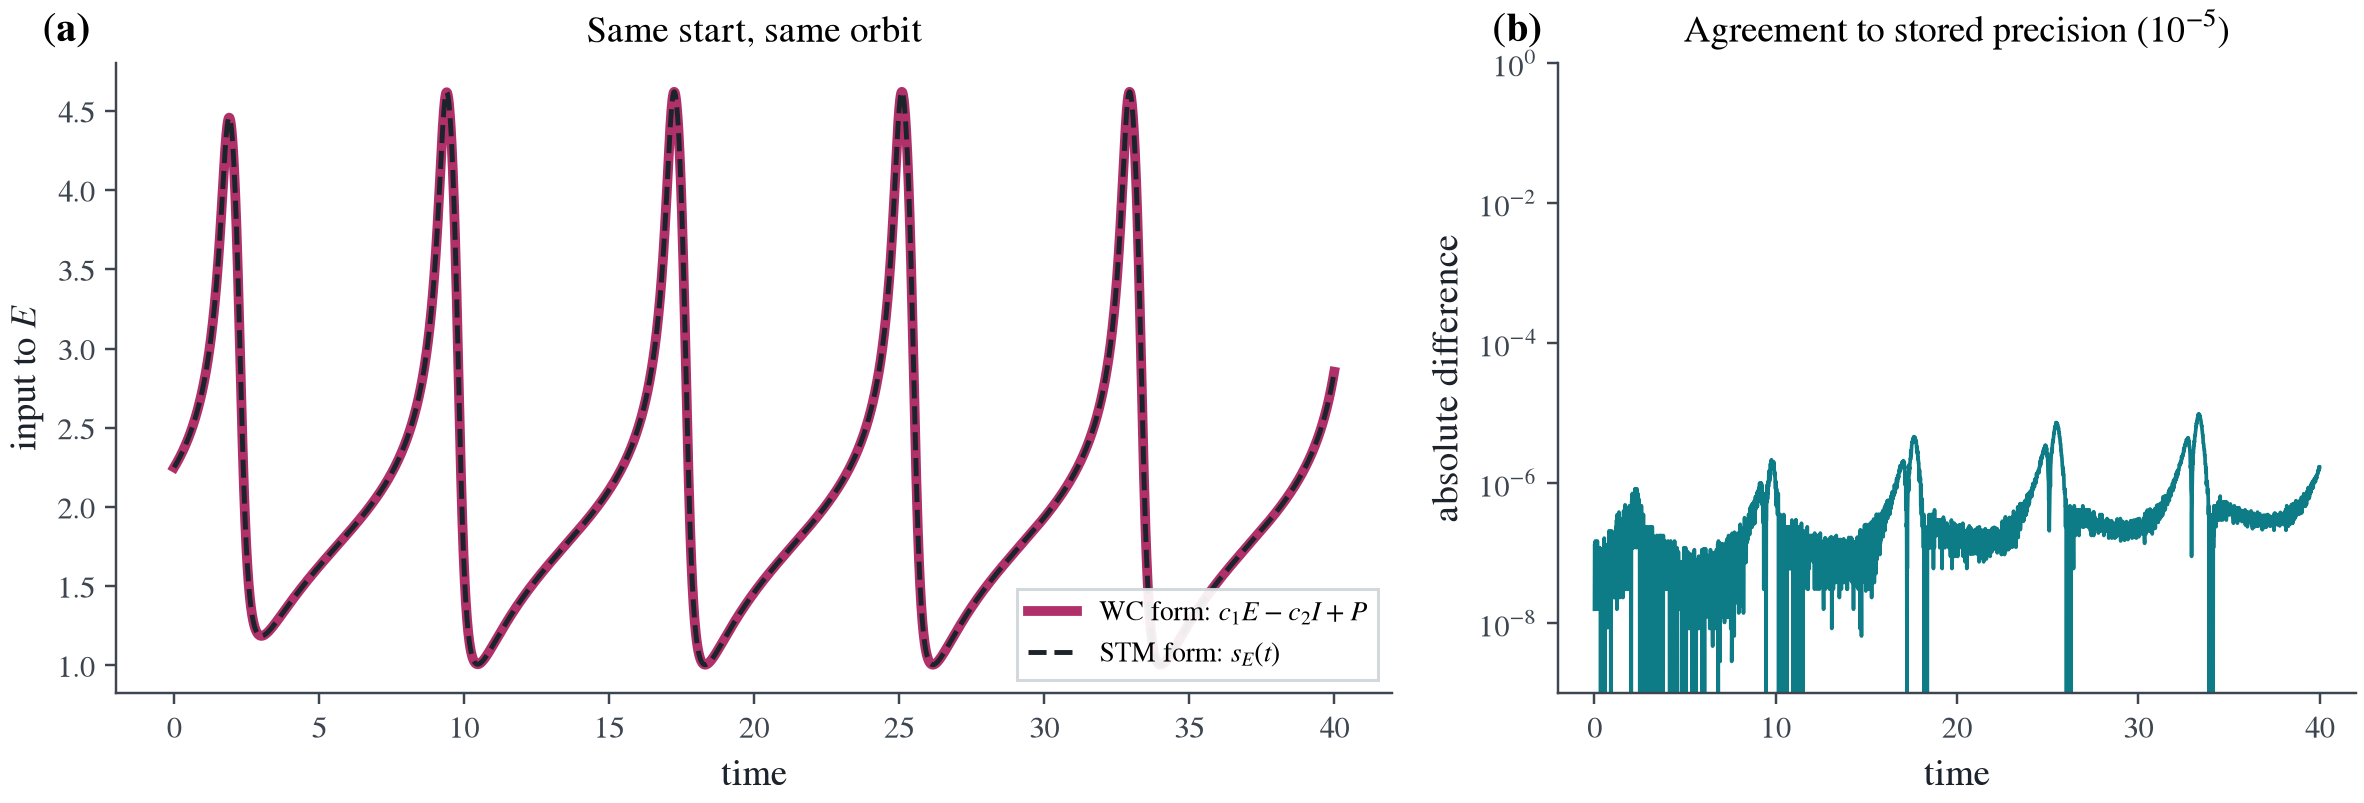 (a)
Same start, same orbit
input to E
4.5
4.0
3.5
3.0
2.5
2.0
1.5
1.0
WC form: c₁E − c₂I + P
STM form: s_E(t)
0 5 10 15 20 25 30 35 40
time
(b)
Agreement to stored precision (10⁻⁵)
absolute difference
10⁰
10⁻²
10⁻⁴
10⁻⁶
10⁻⁸
0 10 20 30 40
time